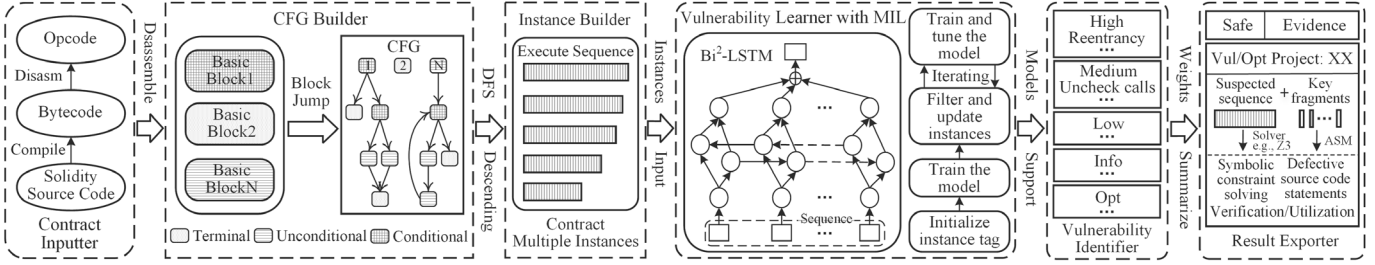 Opcode
Disasm
Bytecode
Compile
Solidity
Source Code
Contract
Inputter
Dsassemble
CFG Builder
Basic
Block1
Basic
Block2
Basic
BlockN
Block
Jump
CFG
1
2
N
Terminal
Unconditional
Conditional
DFS
Descending
Instance Builder
Execute Sequence
Contract
Multiple Instances
Instances
Input
Vulnerability Learner with MIL
Bi²-LSTM
...
...
...
Sequence
...
Train and
tune the
model
Iterating
Filter and
update
instances
Train the
model
Initialize
instance tag
Models
Support
High
Reentrancy
...
Medium
Uncheck calls
...
Low
...
Info
...
Opt
...
Vulnerability
Identifier
Weights
Summarize
Safe
Evidence
Vul/Opt Project: XX
Suspected
sequence
+
Key
fragments
...
Solver
e.g., Z3
ASM
Symbolic
constraint
solving
Defective
source code
statements
Verification/Utilization
Result Exporter